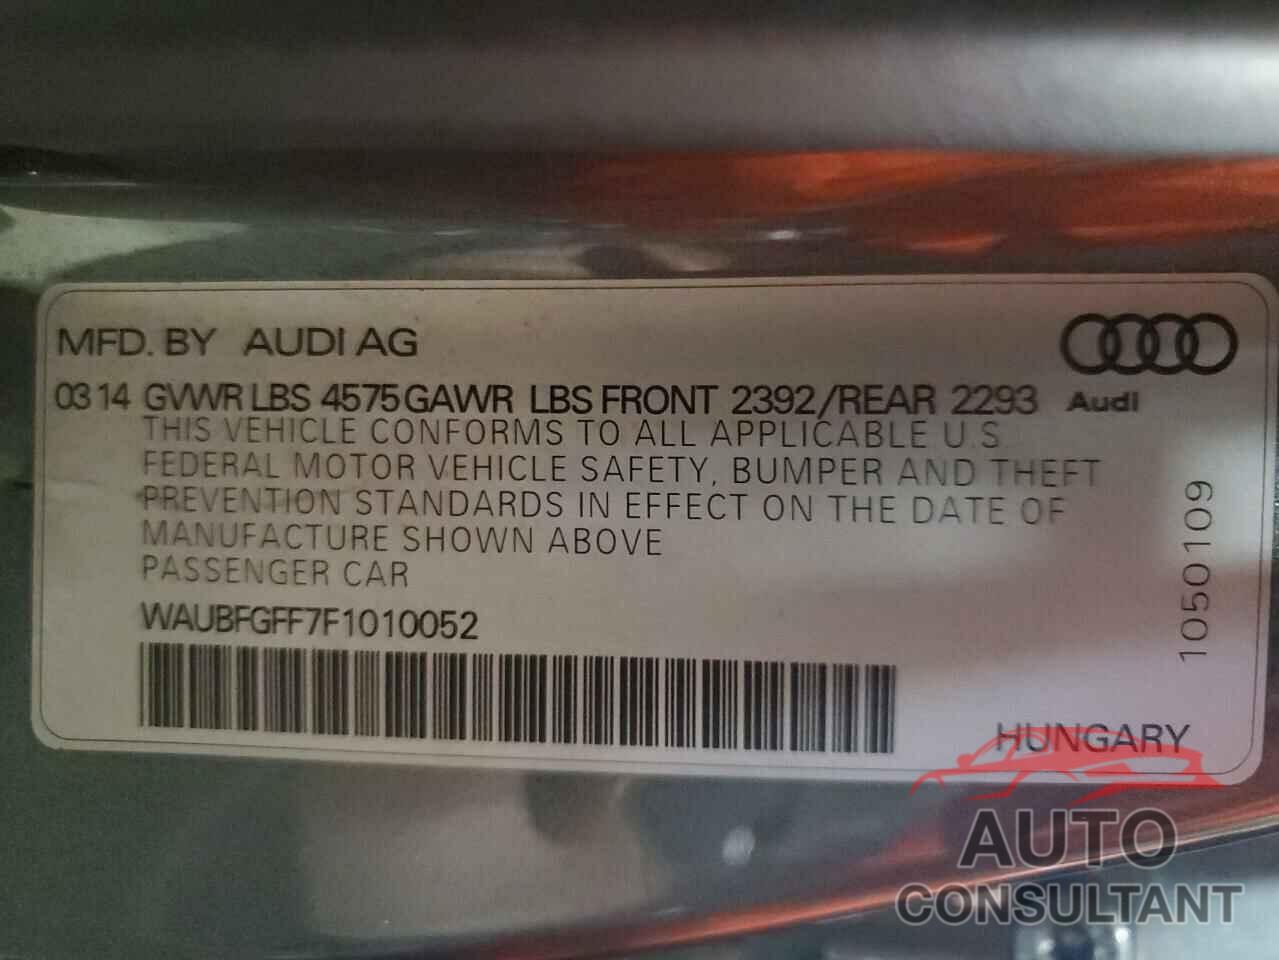 MFD. BY AUDI AG
03 14 GVWR LBS 4575 GAWR LBS FRONT 2392/REAR 2293 Audi
THIS VEHICLE CONFORMS TO ALL APPLICABLE U.S
FEDERAL MOTOR VEHICLE SAFETY, BUMPER AND THEFT
PREVENTION STANDARDS IN EFFECT ON THE DATE OF
MANUFACTURE SHOWN ABOVE
PASSENGER CAR
WAUBFGFF7F1010052
1050109
HUNGARY
AUTO
CONSULTANT